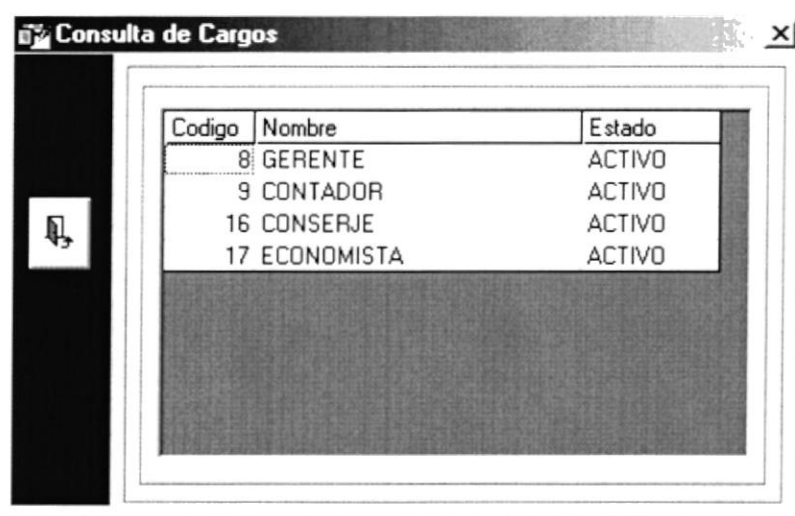 Consulta de Cargos
Codigo Nombre Estado
8 GERENTE ACTIVO
9 CONTADOR ACTIVO
16 CONSERJE ACTIVO
17 ECONOMISTA ACTIVO